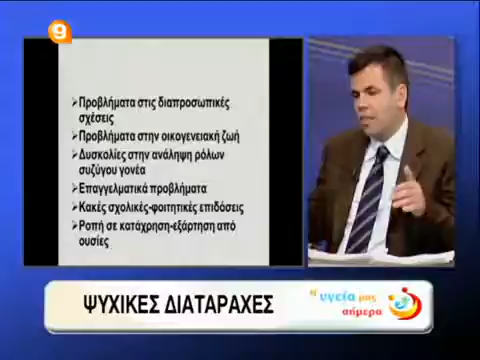 9
➢Προβλήματα στις διαπροσωπικές
σχέσεις
➢Προβλήματα στην οικογενειακή ζωή
➢Δυσκολίες στην ανάληψη ρόλων
συζύγου γονέα
➢Επαγγελματικά προβλήματα
➢Κακές σχολικές-φοιτητικές επιδόσεις
➢Ροπή σε κατάχρηση-εξάρτηση από
ουσίες
ΨΥΧΙΚΕΣ ΔΙΑΤΑΡΑΧΕΣ
η υγεία μας
σήμερα